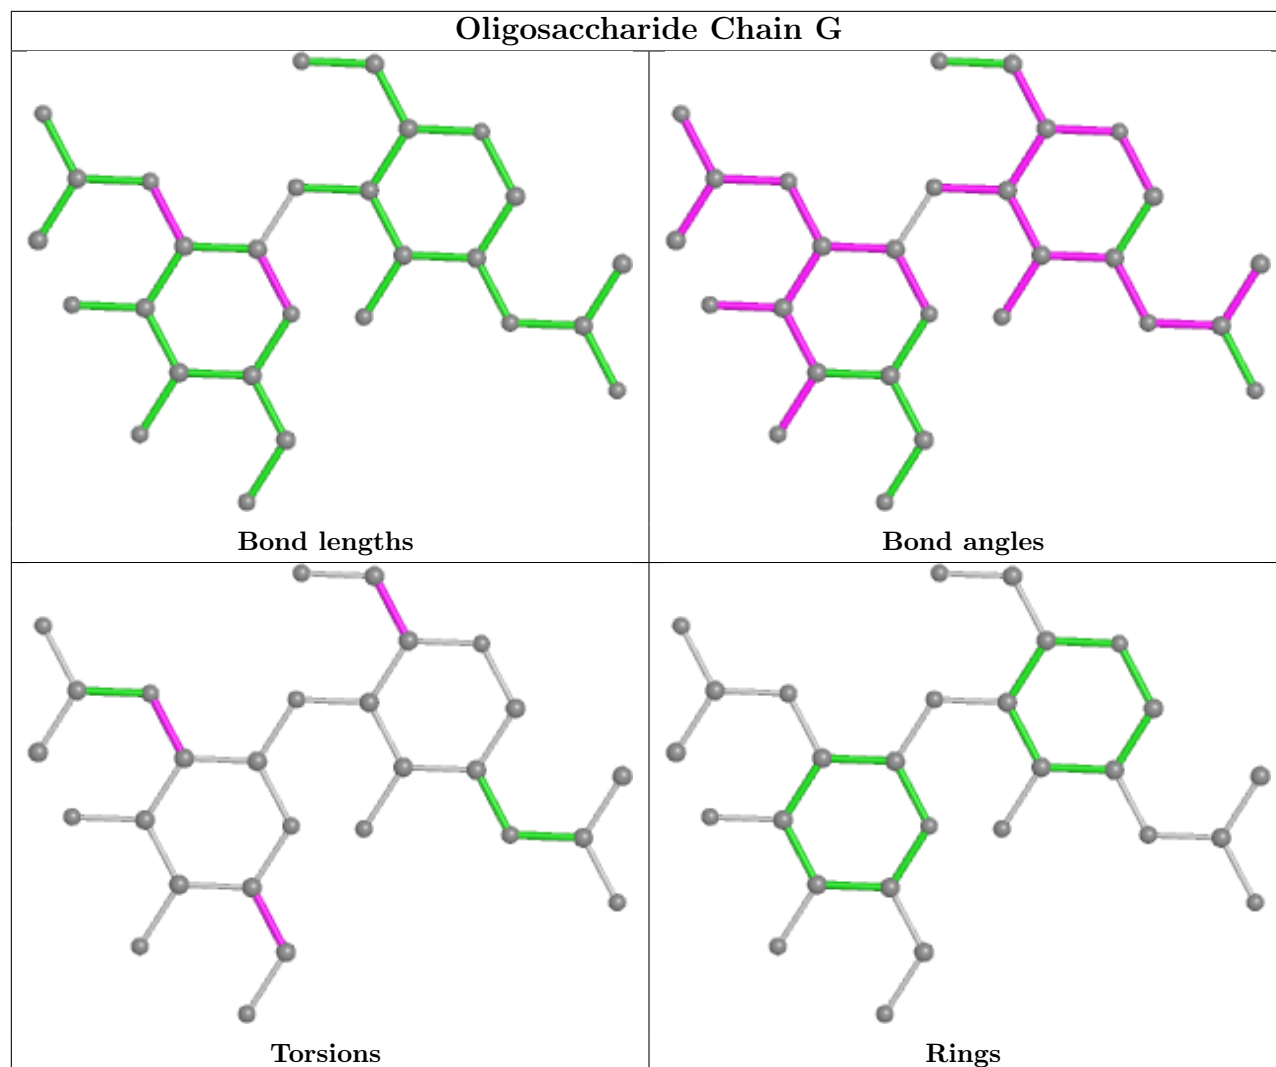 Oligosaccharide Chain G
Bond lengths
Bond angles
Torsions
Rings